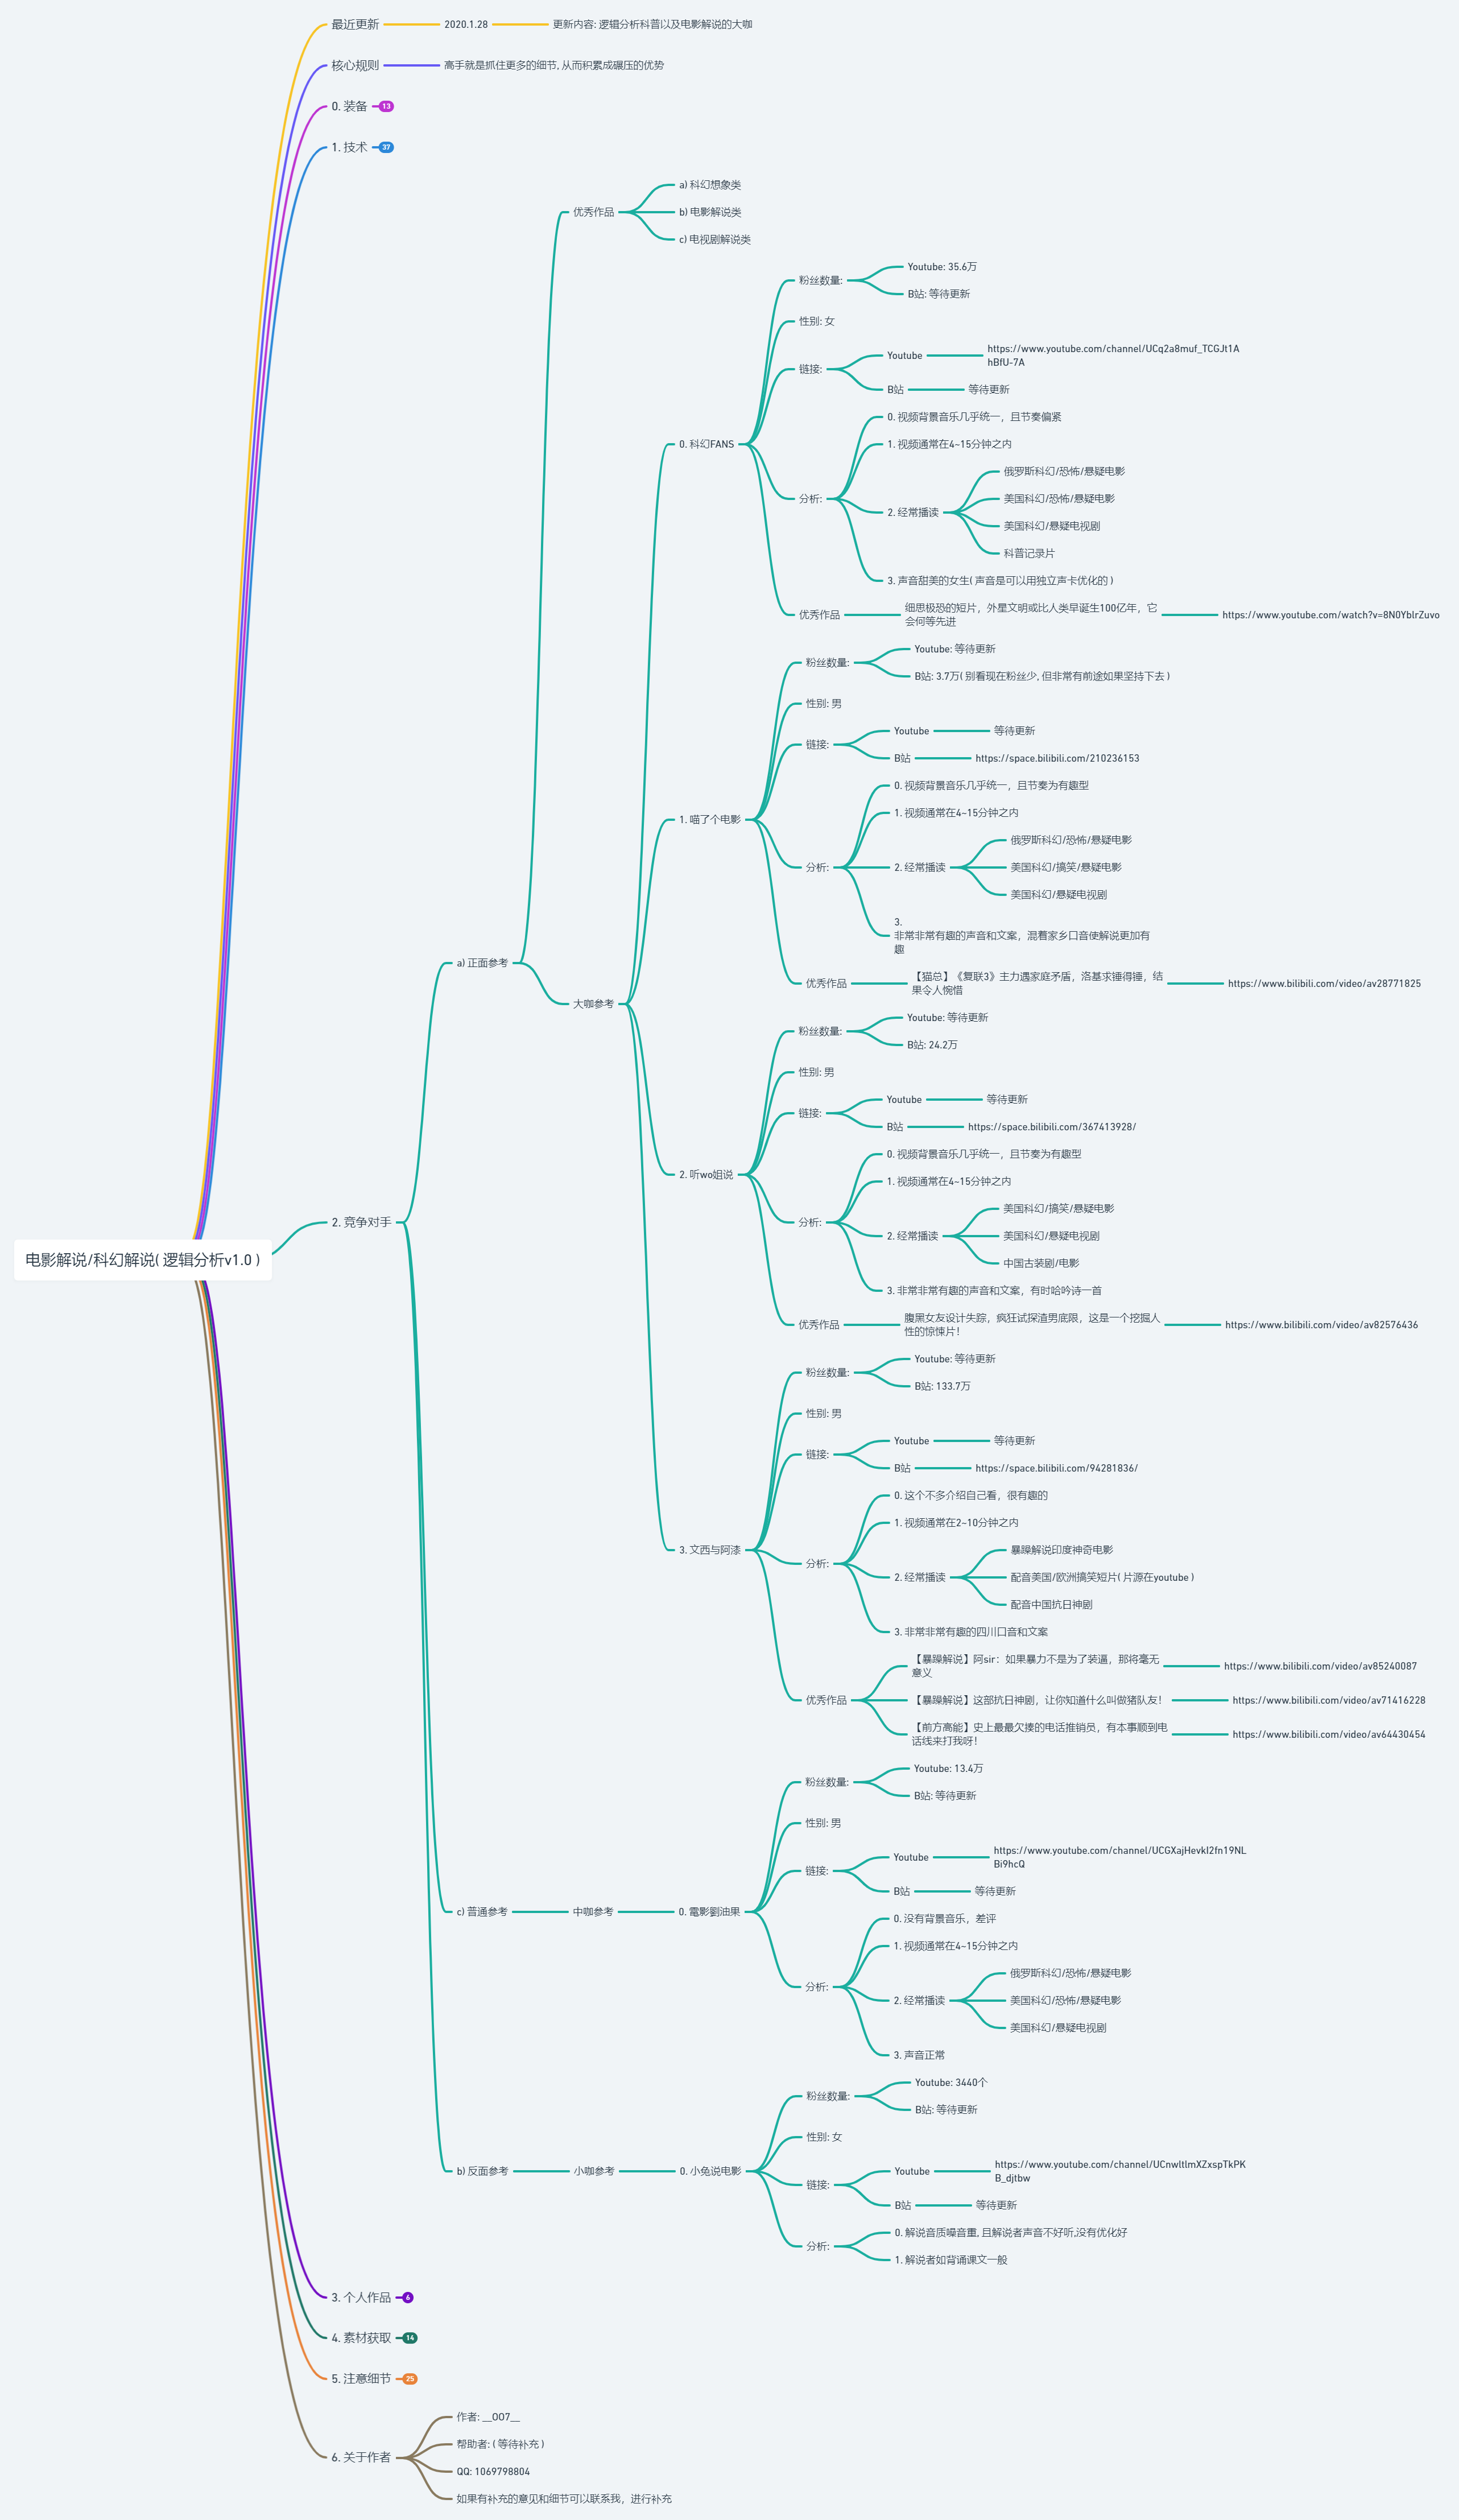 最近更新
2020.1.28
更新内容: 逻辑分析科普以及电影解说的大咖
核心规则
高手就是抓住更多的细节, 从而积累成碾压的优势
0. 装备
13
1. 技术
37
电影解说/科幻解说( 逻辑分析v1.0 )
2. 竞争对手
a) 正面参考
优秀作品
a) 科幻想象类
b) 电影解说类
c) 电视剧解说类
大咖参考
0. 科幻FANS
粉丝数量:
Youtube: 35.6万
B站: 等待更新
性别: 女
链接:
Youtube
https://www.youtube.com/channel/UCq2a8muf_TCGJt1A
hBfU-7A
B站
等待更新
分析:
0. 视频背景音乐几乎统一，且节奏偏紧
1. 视频通常在4~15分钟之内
2. 经常播读
俄罗斯科幻/恐怖/悬疑电影
美国科幻/恐怖/悬疑电影
美国科幻/悬疑电视剧
科普记录片
3. 声音甜美的女生( 声音是可以用独立声卡优化的 )
优秀作品
细思极恐的短片，外星文明或比人类早诞生100亿年，它
会何等先进
https://www.youtube.com/watch?v=8N0YblrZuvo
1. 喵了个电影
粉丝数量:
Youtube: 等待更新
B站: 3.7万( 别看现在粉丝少, 但非常有前途如果坚持下去 )
性别: 男
链接:
Youtube
等待更新
B站
https://space.bilibili.com/210236153
分析:
0. 视频背景音乐几乎统一，且节奏为有趣型
1. 视频通常在4~15分钟之内
2. 经常播读
俄罗斯科幻/恐怖/悬疑电影
美国科幻/搞笑/悬疑电影
美国科幻/悬疑电视剧
3.
非常非常有趣的声音和文案，混着家乡口音使解说更加有
趣
优秀作品
【猫总】《复联3》主力遇家庭矛盾，洛基求锤得锤，结
果令人惋惜
https://www.bilibili.com/video/av28771825
2. 听wo姐说
粉丝数量:
Youtube: 等待更新
B站: 24.2万
性别: 男
链接:
Youtube
等待更新
B站
https://space.bilibili.com/367413928/
分析:
0. 视频背景音乐几乎统一，且节奏为有趣型
1. 视频通常在4~15分钟之内
2. 经常播读
美国科幻/搞笑/悬疑电影
美国科幻/悬疑电视剧
中国古装剧/电影
3. 非常非常有趣的声音和文案，有时哈吟诗一首
优秀作品
腹黑女友设计失踪，疯狂试探渣男底限，这是一个挖掘人
性的惊悚片！
https://www.bilibili.com/video/av82576436
3. 文西与阿漆
粉丝数量:
Youtube: 等待更新
B站: 133.7万
性别: 男
链接:
Youtube
等待更新
B站
https://space.bilibili.com/94281836/
分析:
0. 这个不多介绍自己看，很有趣的
1. 视频通常在2~10分钟之内
2. 经常播读
暴躁解说印度神奇电影
配音美国/欧洲搞笑短片( 片源在youtube )
配音中国抗日神剧
3. 非常非常有趣的四川口音和文案
优秀作品
【暴躁解说】阿sir：如果暴力不是为了装逼，那将毫无
意义
https://www.bilibili.com/video/av85240087
【暴躁解说】这部抗日神剧，让你知道什么叫做猪队友！
https://www.bilibili.com/video/av71416228
【前方高能】史上最最欠揍的电话推销员，有本事顺到电
话线来打我呀！
https://www.bilibili.com/video/av64430454
c) 普通参考
中咖参考
0. 電影劉油果
粉丝数量:
Youtube: 13.4万
B站: 等待更新
性别: 男
链接:
Youtube
https://www.youtube.com/channel/UCGXajHevkI2fn19NL
Bi9hcQ
B站
等待更新
分析:
0. 没有背景音乐，差评
1. 视频通常在4~15分钟之内
2. 经常播读
俄罗斯科幻/恐怖/悬疑电影
美国科幻/恐怖/悬疑电影
美国科幻/悬疑电视剧
3. 声音正常
b) 反面参考
小咖参考
0. 小兔说电影
粉丝数量:
Youtube: 3440个
B站: 等待更新
性别: 女
链接:
Youtube
https://www.youtube.com/channel/UCnwltlmXZxspTkPK
B_djtbw
B站
等待更新
分析:
0. 解说音质噪音重, 且解说者声音不好听,没有优化好
1. 解说者如背诵课文一般
3. 个人作品
6
4. 素材获取
14
5. 注意细节
25
6. 关于作者
作者: __OO7__
帮助者: ( 等待补充 )
QQ: 1069798804
如果有补充的意见和细节可以联系我，进行补充